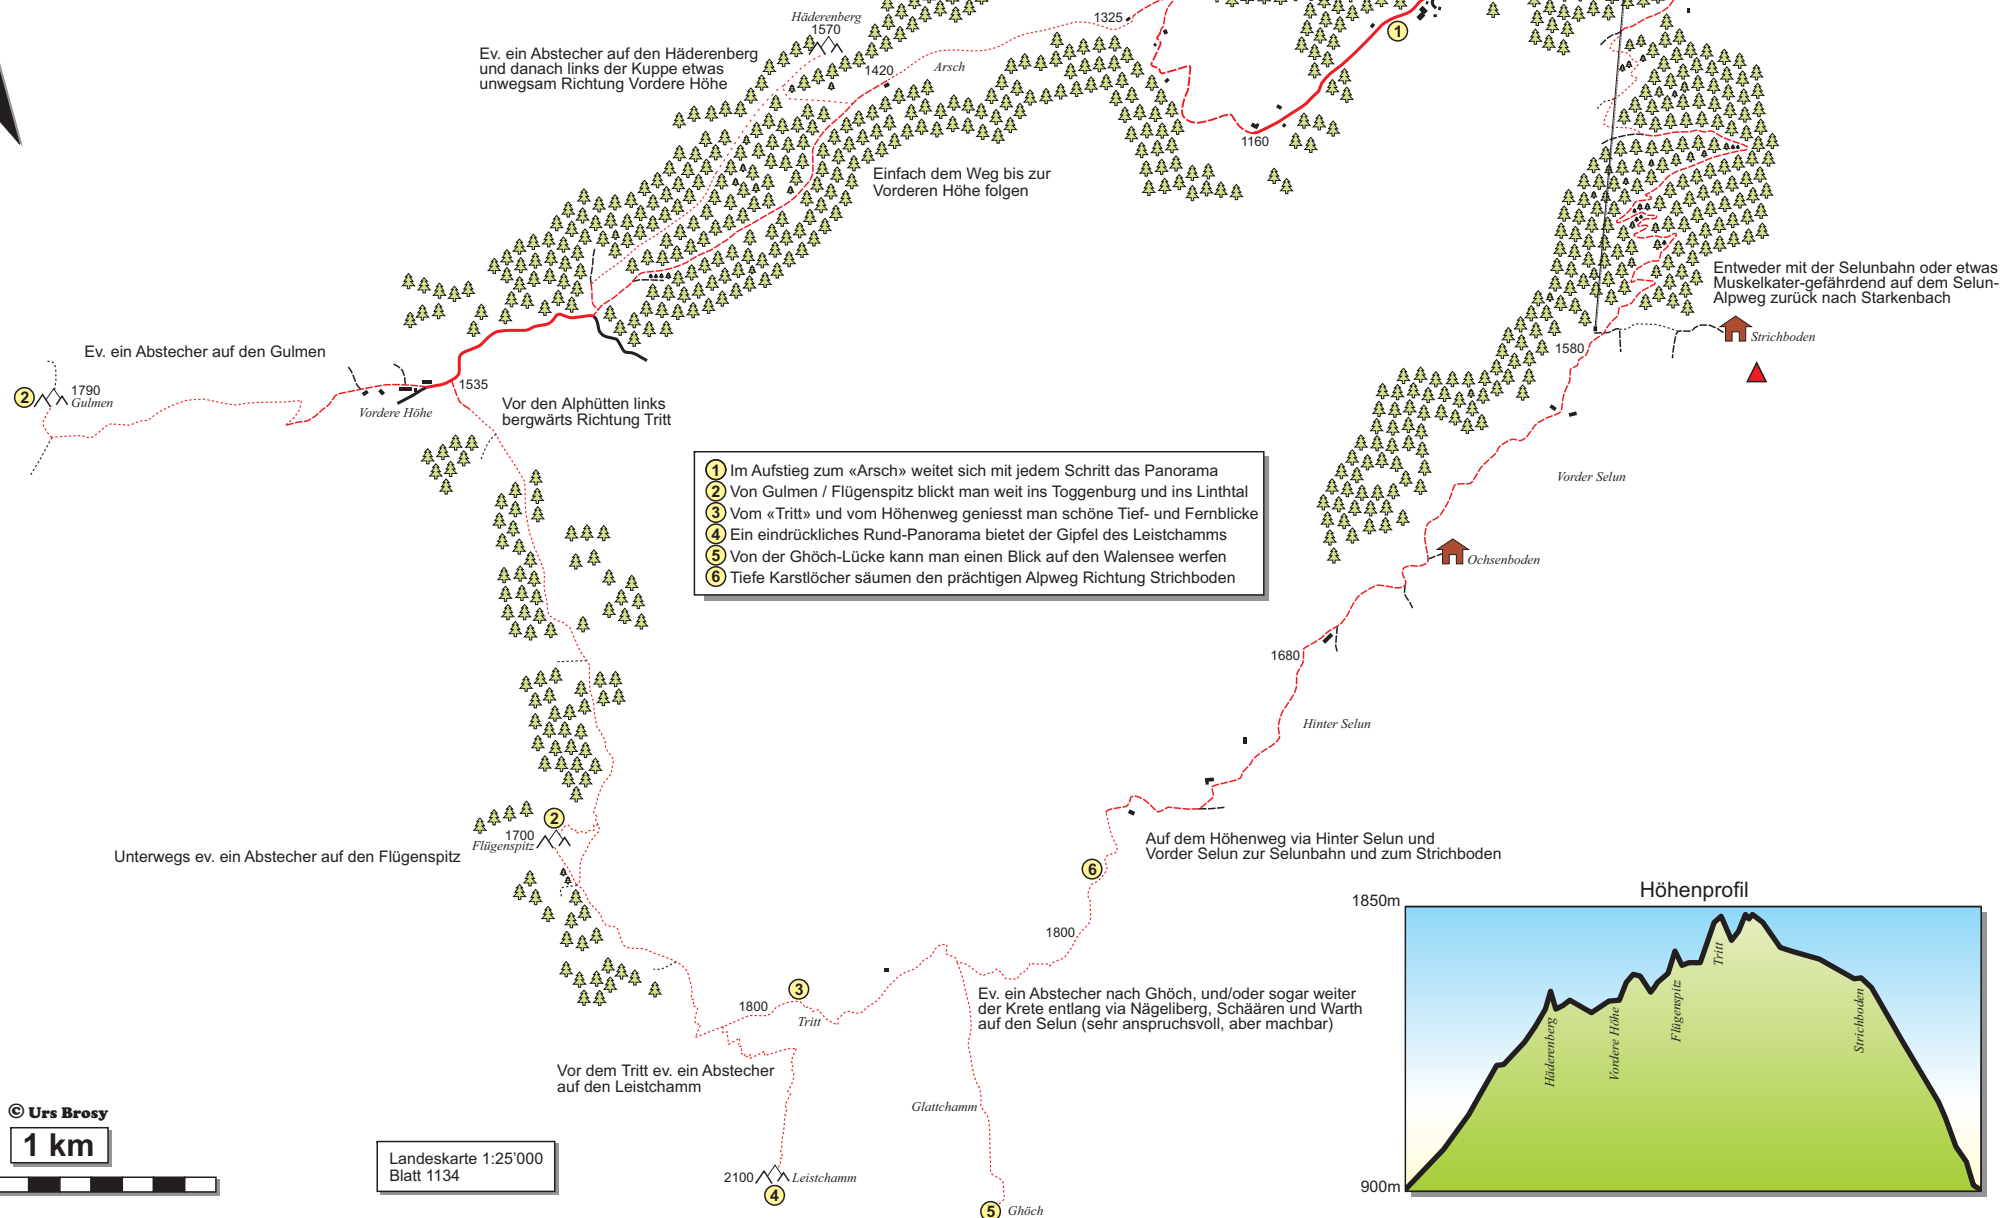 Häderenberg
1570
1325
1
Ev. ein Abstecher auf den Häderenberg
und danach links der Kuppe etwas
unwegsam Richtung Vordere Höhe
1420
Arsch
1160
Einfach dem Weg bis zur
Vorderen Höhe folgen
Entweder mit der Selunbahn oder etwas
Muskelkater-gefährdend auf dem Selun-
Alpweg zurück nach Starkenbach
Strichboden
1580
Ev. ein Abstecher auf den Gulmen
2
1790
Gulmen
1535
Vordere Höhe
Vor den Alphütten links
bergwärts Richtung Tritt
1 Im Aufstieg zum «Arsch» weitet sich mit jedem Schritt das Panorama
2 Von Gulmen / Flügenspitz blickt man weit ins Toggenburg und ins Linthtal
3 Vom «Tritt» und vom Höhenweg geniesst man schöne Tief- und Fernblicke
4 Ein eindrückliches Rund-Panorama bietet der Gipfel des Leistchamms
5 Von der Ghöch-Lücke kann man einen Blick auf den Walensee werfen
6 Tiefe Karstlöcher säumen den prächtigen Alpweg Richtung Strichboden
Vorder Selun
Ochsenboden
1680
Hinter Selun
2
1700
Flügenspitz
Unterwegs ev. ein Abstecher auf den Flügenspitz
Auf dem Höhenweg via Hinter Selun und
Vorder Selun zur Selunbahn und zum Strichboden
6
1800
3
1800
Tritt
Ev. ein Abstecher nach Ghöch, und/oder sogar weiter
der Krete entlang via Nägeliberg, Schääären und Warth
auf den Selun (sehr anspruchsvoll, aber machbar)
Vor dem Tritt ev. ein Abstecher
auf den Leistchamm
Glattchamm
2100
Leistchamm
4
5
Ghöch
Höhenprofil
1850m
Häderenberg
Vordere Höhe
Flügenspitz
Tritt
Strichboden
900m
© Urs Brosy
1 km
Landeskarte 1:25'000
Blatt 1134